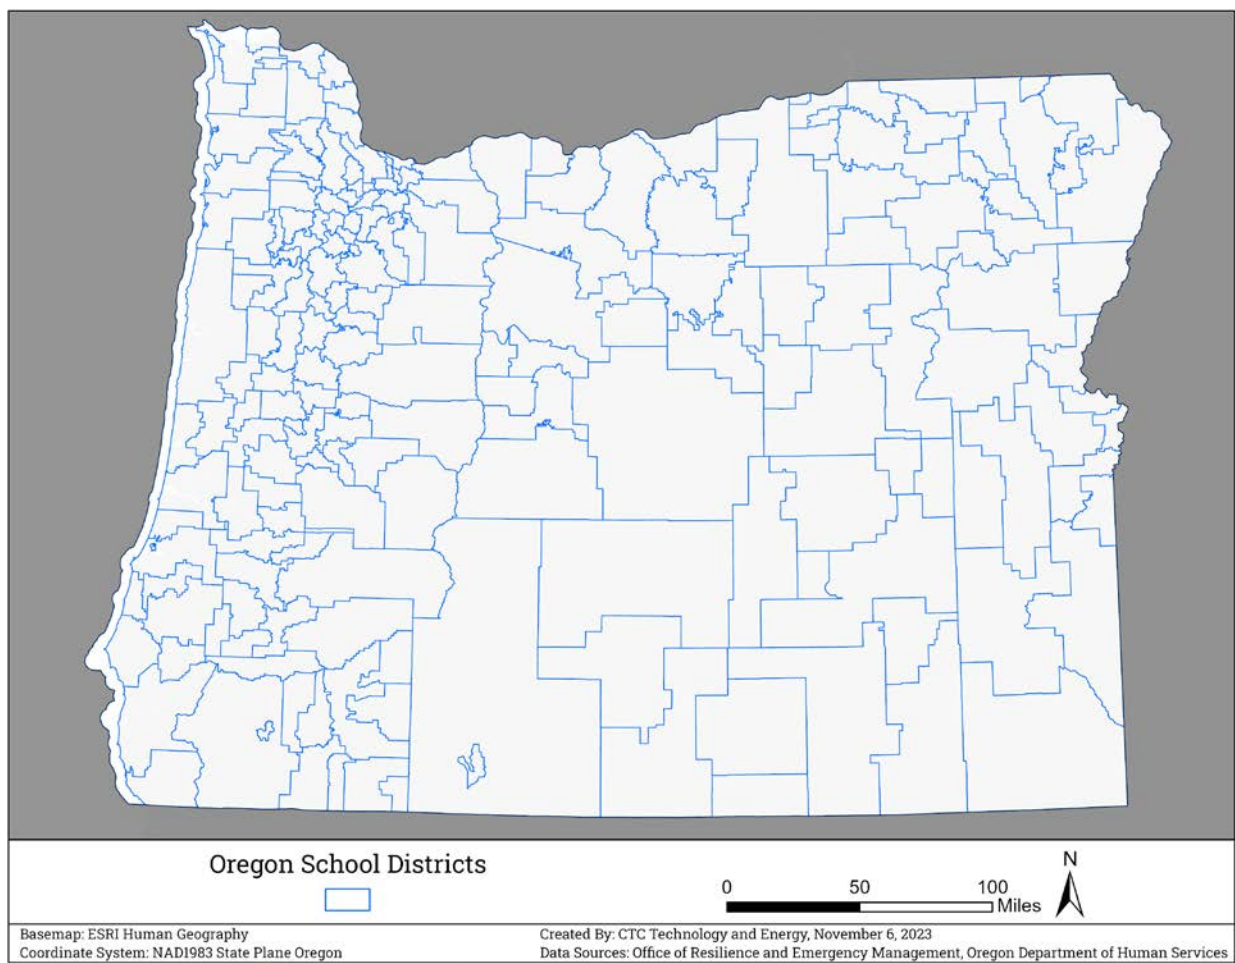 Oregon School Districts
N
0 50 100
Miles
Basemap: ESRI Human Geography
Coordinate System: NAD1983 State Plane Oregon
Created By: CTC Technology and Energy, November 6, 2023
Data Sources: Office of Resilience and Emergency Management, Oregon Department of Human Services